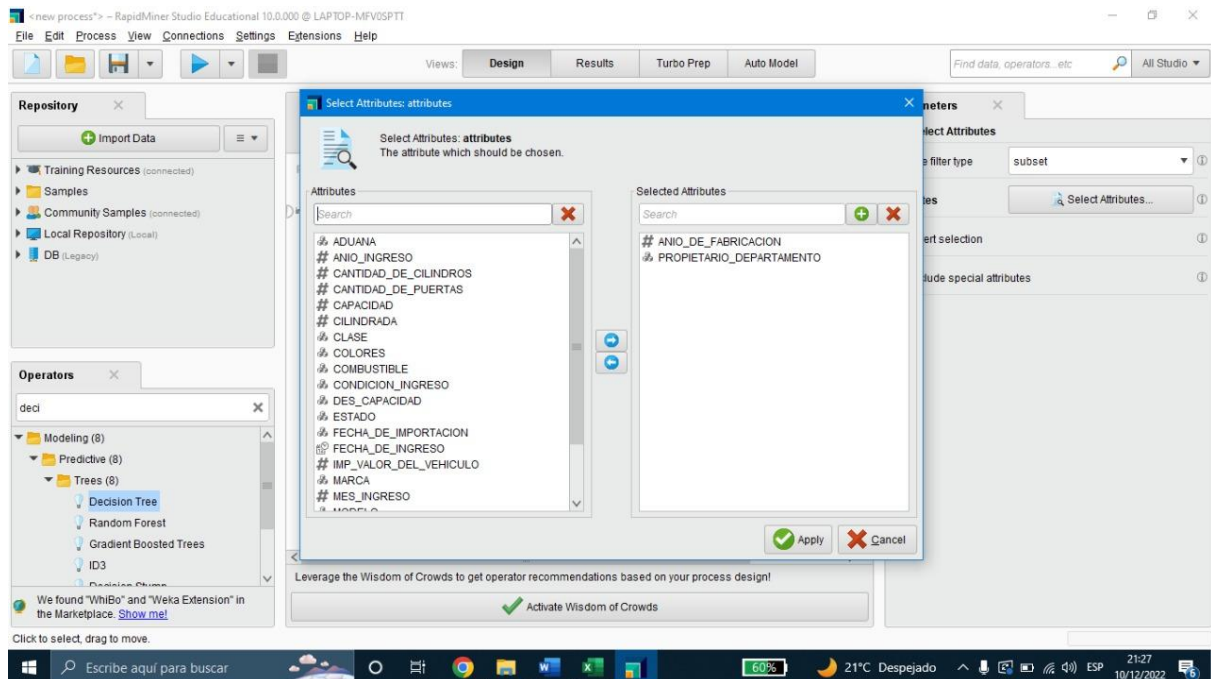 <new process*> – RapidMiner Studio Educational 10.0.000 @ LAPTOP-MFV0SPTT
File Edit Process View Connections Settings Extensions Help
Views: Design Results Turbo Prep Auto Model
Find data, operators...etc
All Studio
Repository
Import Data
Training Resources (connected)
Samples
Community Samples (connected)
Local Repository (Local)
DB (Legacy)
Operators
deci
Modeling (8)
Predictive (8)
Trees (8)
Decision Tree
Random Forest
Gradient Boosted Trees
ID3
Decision Stump
We found "WhiBo" and "Weka Extension" in
the Marketplace. Show me!
Select Attributes: attributes
Select Attributes: attributes
The attribute which should be chosen.
Attributes
Search
ADUANA
ANIO_INGRESO
CANTIDAD_DE_CILINDROS
CANTIDAD_DE_PUERTAS
CAPACIDAD
CILINDRADA
CLASE
COLORES
COMBUSTIBLE
CONDICION_INGRESO
DES_CAPACIDAD
ESTADO
FECHA_DE_IMPORTACION
FECHA_DE_INGRESO
IMP_VALOR_DEL_VEHICULO
MARCA
MES_INGRESO
MODELO
Selected Attributes
Search
ANIO_DE_FABRICACION
PROPIETARIO_DEPARTAMENTO
Apply
Cancel
Leverage the Wisdom of Crowds to get operator recommendations based on your process design!
Activate Wisdom of Crowds
neters
lect Attributes
e filter type
subset
tes
Select Attributes...
ert selection
lude special attributes
Click to select, drag to move.
Escribe aquí para buscar
60%
21°C Despejado
ESP
21:27
10/12/2022
6